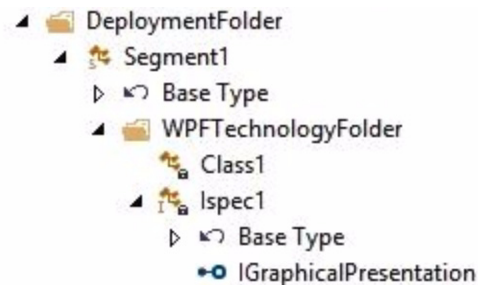 DeploymentFolder
Segment1
Base Type
WPFTechnologyFolder
Class1
Ispec1
Base Type
IGraphicalPresentation